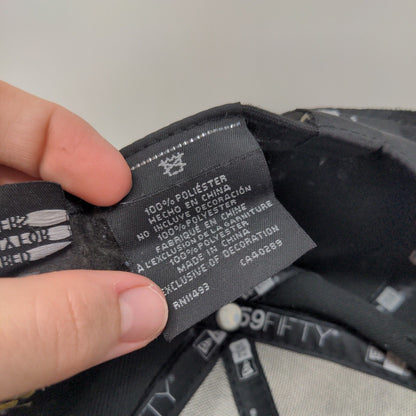 100% POLIÉSTER
HECHO EN CHINA
NO INCLUYE DECORACIÓN
100% POLYESTER
FABRIQUÉ EN CHINE
À L'EXCLUSION DE LA GARNITURE
100% POLYESTER
MADE IN CHINA
EXCLUSIVE OF DECORATION
RN11493 CA40289
59FIFTY